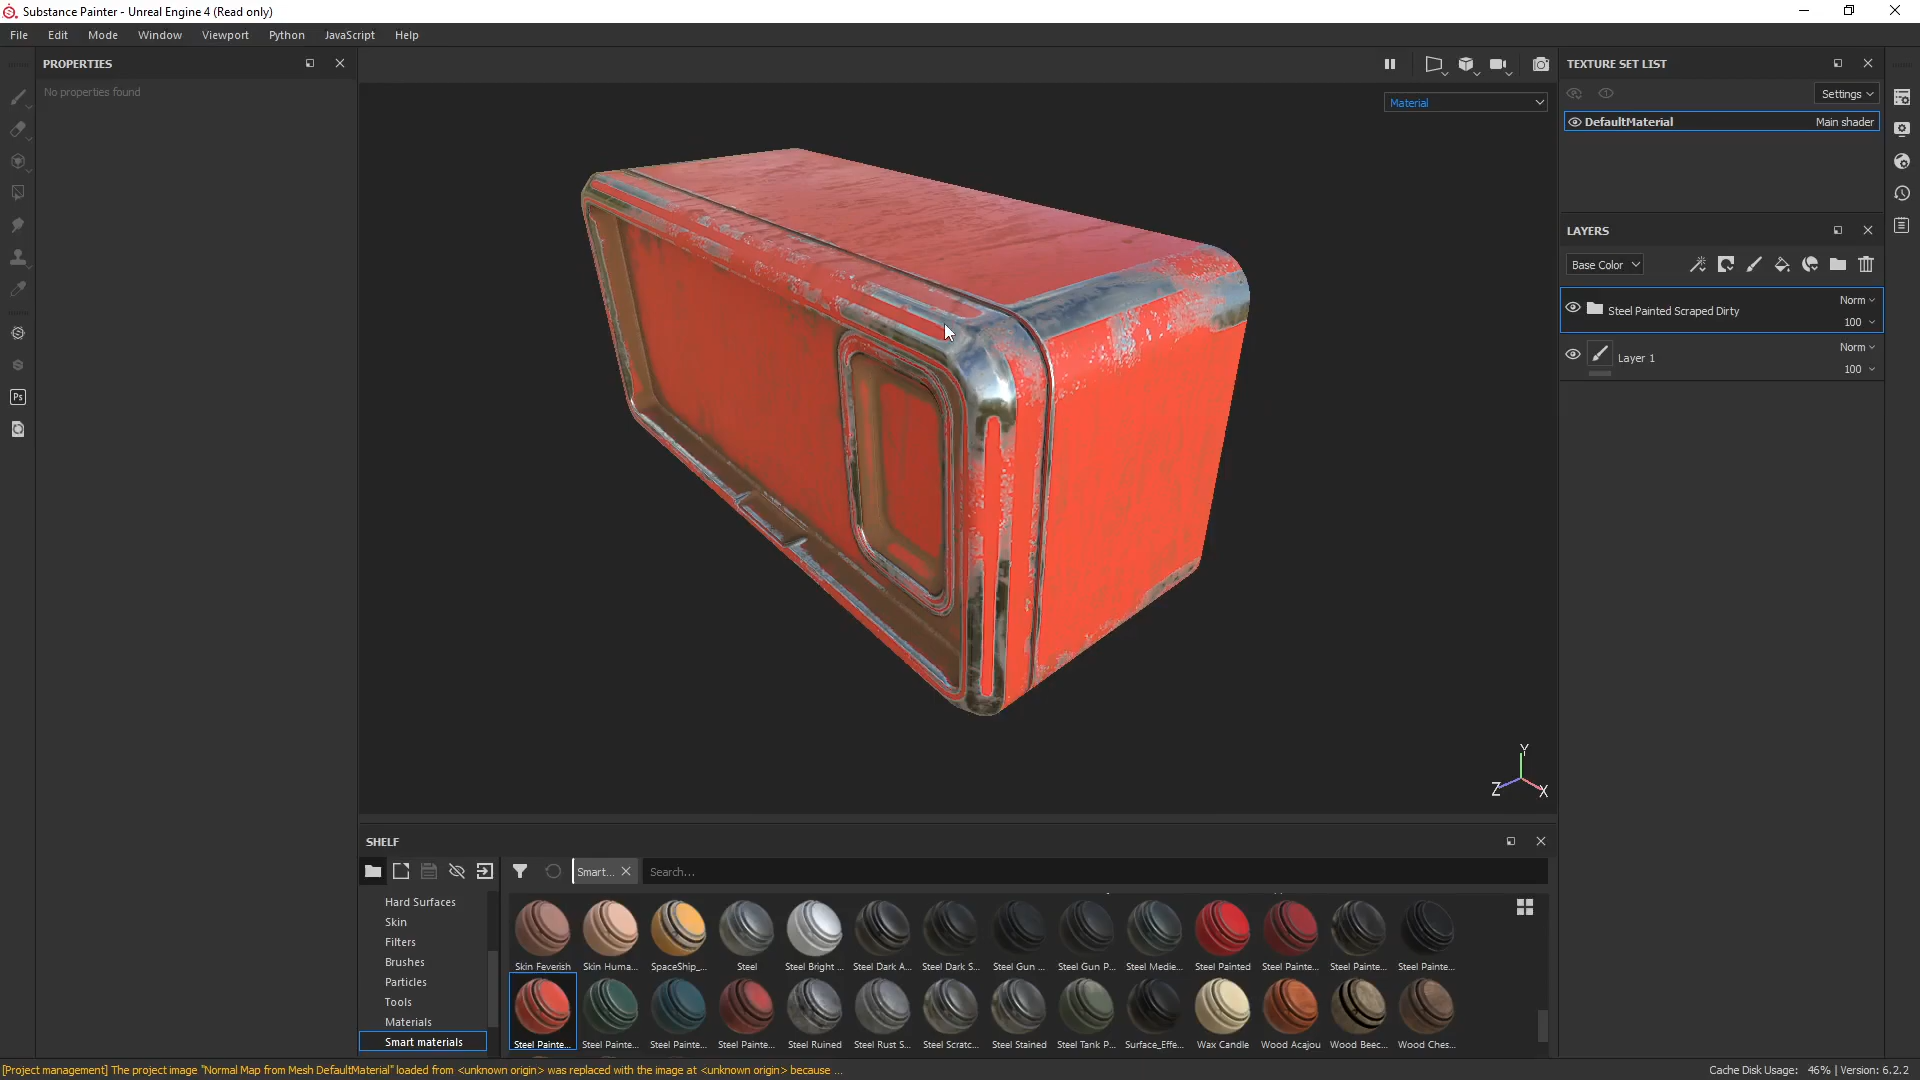 Substance Painter - Unreal Engine 4 (Read only)
File Edit Mode Window Viewport Python JavaScript Help
PROPERTIES
No properties found
Material
TEXTURE SET LIST
Settings
DefaultMaterial Main shader
LAYERS
Base Color
Norm
Steel Painted Scraped Dirty
100
Norm
Layer 1
100
Ps
Y
Z X
SHELF
Smart... Search...
Hard Surfaces
Skin
Filters
Brushes
Particles
Tools
Materials
Smart materials
Skin Feverish Skin Huma... SpaceShip_... Steel Steel Bright ... Steel Dark A... Steel Dark S... Steel Gun ... Steel Gun P... Steel Medie... Steel Painted Steel Painte... Steel Painte... Steel Painte...
Steel Painte... Steel Painte... Steel Painte... Steel Painte... Steel Ruined Steel Rust S... Steel Scratc... Steel Stained Steel Tank P... Surface_Effe... Wax Candle Wood Acajou Wood Beec... Wood Ches...
[Project management] The project image "Normal Map from Mesh DefaultMaterial" loaded from <unknown origin> was replaced with the image at <unknown origin> because ...
Cache Disk Usage: 46% | Version: 6.2.2